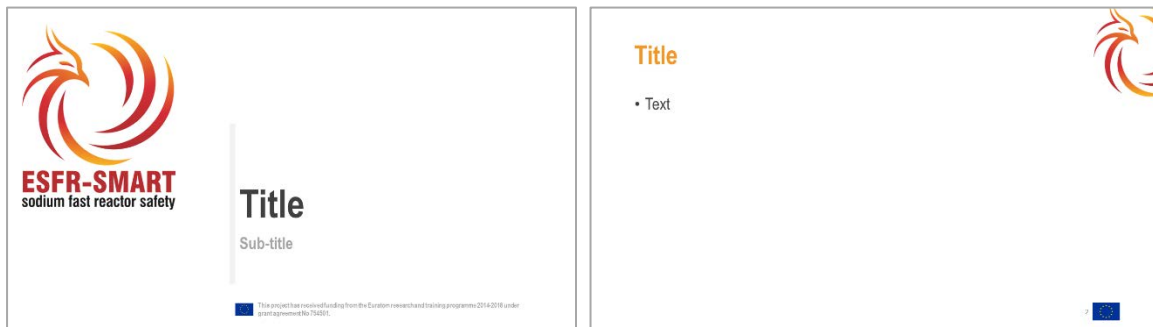 ESFR-SMART
sodium fast reactor safety
Title
Sub-title
This project has received funding from the Euratom research and training programme 2014-2018 under
grant agreement No 754501.
Title
• Text
2